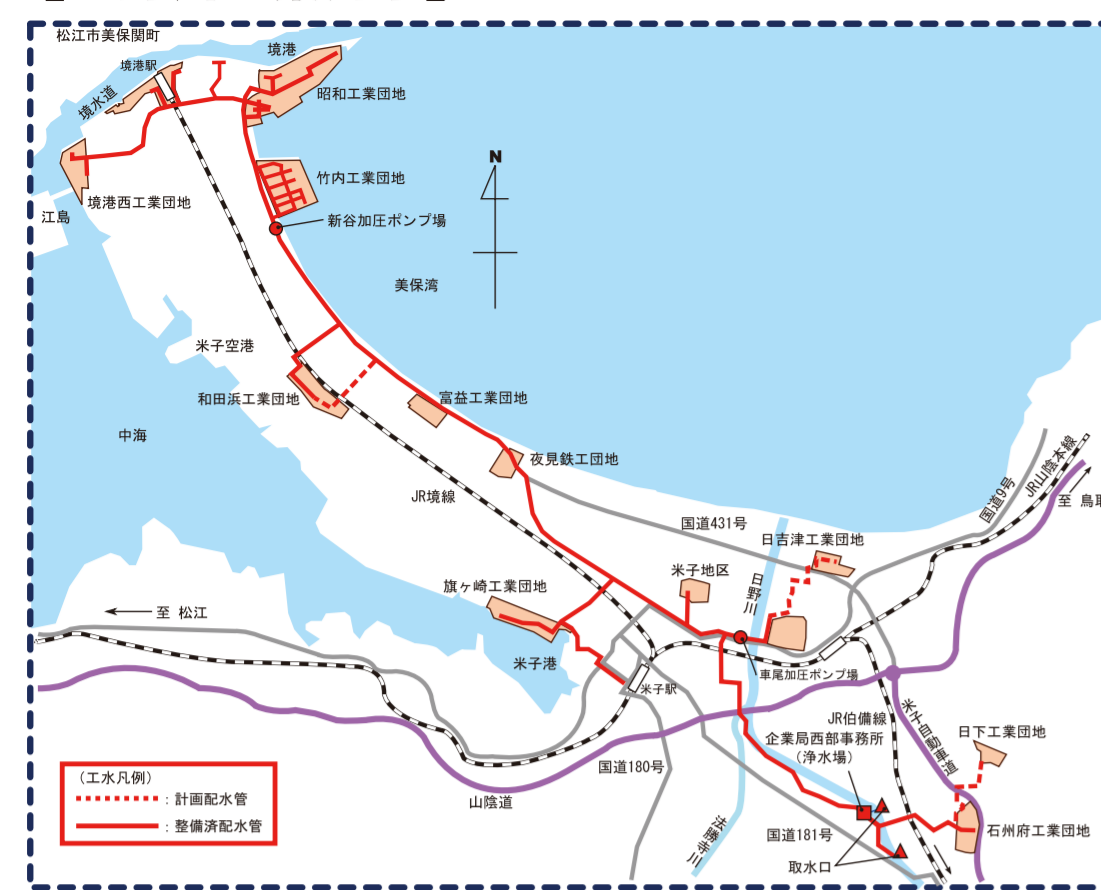 松江市美保関町
境港駅
境港
境水道
昭和工業団地
竹内工業団地
境港西工業団地
江島
新谷加圧ポンプ場
N
美保湾
米子空港
和田浜工業団地
富益工業団地
中海
夜見鉄工団地
JR境線
国道431号
国道9号
JR山陰本線
至 鳥取
日吉津工業団地
米子地区
日野川
旗ヶ崎工業団地
至 松江
米子港
米子駅
車尾加圧ポンプ場
JR伯備線
企業局西部事務所
（浄水場）
米子自動車道
日下工業団地
国道180号
山陰道
法勝寺川
国道181号
石州府工業団地
取水口
（工水凡例）
：計画配水管
：整備済配水管